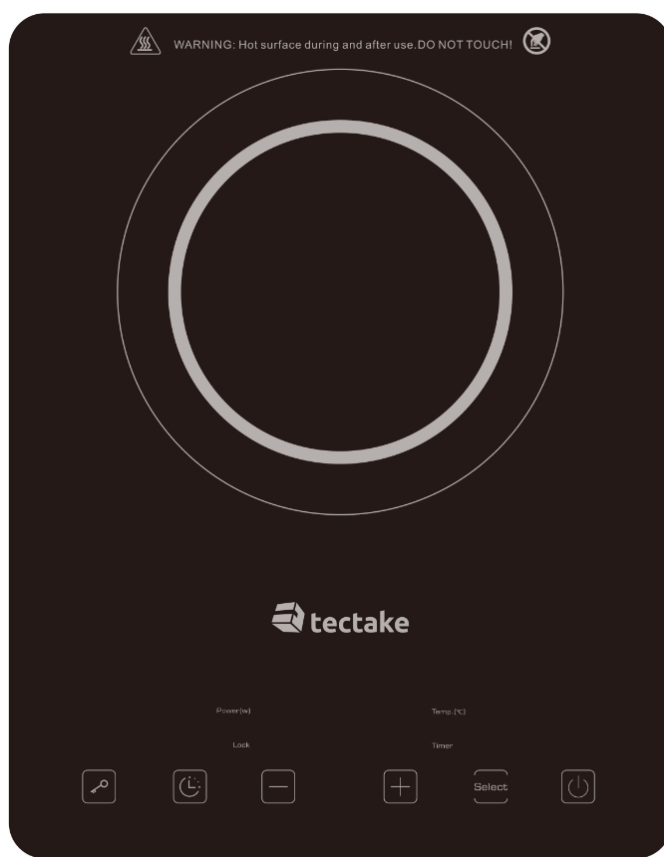 WARNING: Hot surface during and after use.DO NOT TOUCH!
tectake
Power(w) Temp.(℃)
Lock Timer
Select